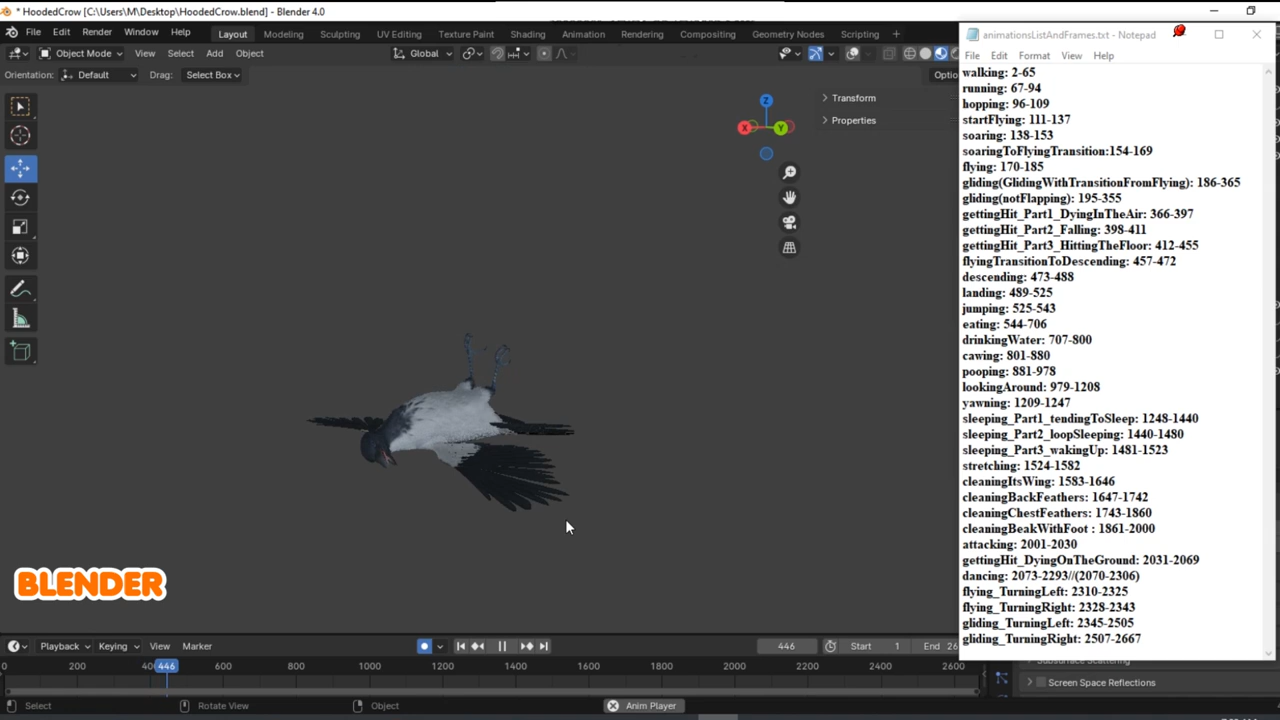 * HoodedCrow [C:\Users\M\Desktop\HoodedCrow.blend] - Blender 4.0
File Edit Render Window Help Layout Modeling Sculpting UV Editing Texture Paint Shading Animation Rendering Compositing Geometry Nodes Scripting
Object Mode View Select Add Object Global
Orientation: Default Drag: Select Box
Transform
Properties
Z
X
Y
animationsListAndFrames.txt - Notepad
File Edit Format View Help
walking: 2-65
running: 67-94
hopping: 96-109
startFlying: 111-137
soaring: 138-153
soaringToFlyingTransition:154-169
flying: 170-185
gliding(GlidingWithTransitionFromFlying): 186-365
gliding(notFlapping): 195-355
gettingHit_Part1_DyingInTheAir: 366-397
gettingHit_Part2_Falling: 398-411
gettingHit_Part3_HittingTheFloor: 412-455
flyingTransitionToDescending: 457-472
descending: 473-488
landing: 489-525
jumping: 525-543
eating: 544-706
drinkingWater: 707-800
cawing: 801-880
pooping: 881-978
lookingAround: 979-1208
yawning: 1209-1247
sleeping_Part1_tendingToSleep: 1248-1440
sleeping_Part2_loopSleeping: 1440-1480
sleeping_Part3_wakingUp: 1481-1523
stretching: 1524-1582
cleaningItsWing: 1583-1646
cleaningBackFeathers: 1647-1742
cleaningChestFeathers: 1743-1860
cleaningBeakWithFoot : 1861-2000
attacking: 2001-2030
gettingHit_DyingOnTheGround: 2031-2069
dancing: 2073-2293//(2070-2306)
flying_TurningLeft: 2310-2325
flying_TurningRight: 2328-2343
gliding_TurningLeft: 2345-2505
gliding_TurningRight: 2507-2667
BLENDER
Playback Keying View Marker 446 Start 1 End
0 446 600 800 1000 1200 1400 1600 1800 2000 2200 2400 2600
Screen Space Reflections
Select Rotate View Object Anim Player